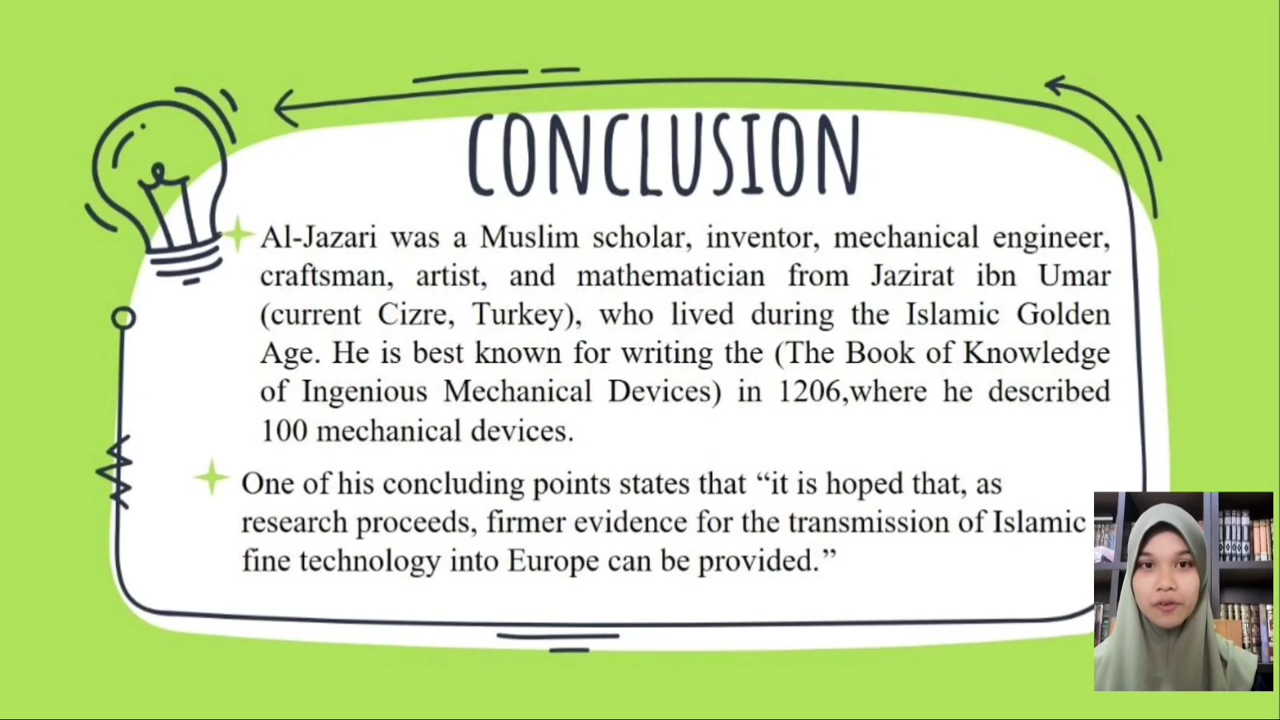 CONCLUSION
Al-Jazari was a Muslim scholar, inventor, mechanical engineer,
craftsman, artist, and mathematician from Jazirat ibn Umar
(current Cizre, Turkey), who lived during the Islamic Golden
Age. He is best known for writing the (The Book of Knowledge
of Ingenious Mechanical Devices) in 1206,where he described
100 mechanical devices.
One of his concluding points states that “it is hoped that, as
research proceeds, firmer evidence for the transmission of Islamic
fine technology into Europe can be provided.”